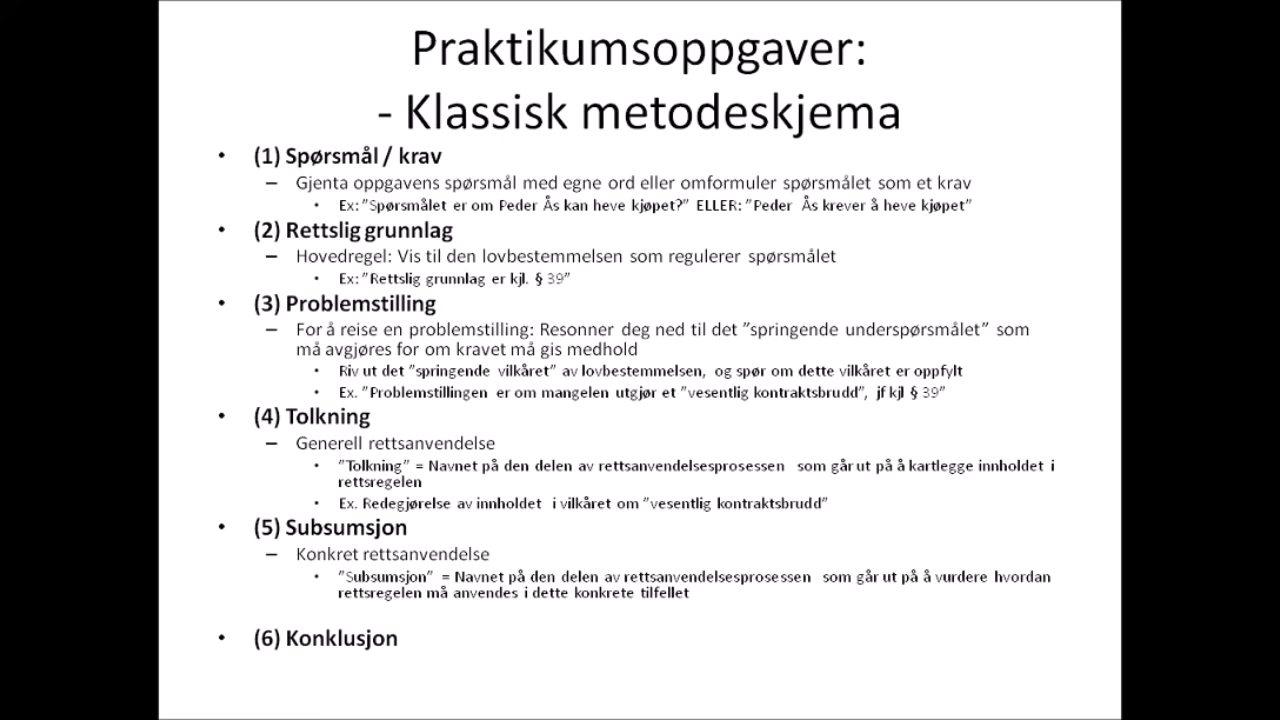 Praktikumsoppgaver:
- Klassisk metodeskjema
• (1) Spørsmål / krav
– Gjenta oppgavens spørsmål med egne ord eller omformuler spørsmålet som et krav
• Ex: ”Spørsmålet er om Peder Ås kan heve kjøpet?” ELLER: ”Peder Ås krever å heve kjøpet”
• (2) Rettslig grunnlag
– Hovedregel: Vis til den lovbestemmelsen som regulerer spørsmålet
• Ex: ”Rettslig grunnlag er kjl. § 39”
• (3) Problemstilling
– For å reise en problemstilling: Resonner deg ned til det ”springende underspørsmålet” som
må avgjøres for om kravet må gis medhold
• Riv ut det ”springende vilkåret” av lovbestemmelsen, og spør om dette vilkåret er oppfylt
• Ex. ”Problemstillingen er om mangelen utgjør et ”vesentlig kontraktsbrudd”, jf kjl § 39”
• (4) Tolkning
– Generell rettsanvendelse
• ”Tolkning” = Navnet på den delen av rettsanvendelsesprosessen som går ut på å kartlegge innholdet i
rettsregelen
• Ex. Redegjørelse av innholdet i vilkåret om ”vesentlig kontraktsbrudd”
• (5) Subsumsjon
– Konkret rettsanvendelse
• ”Subsumsjon” = Navnet på den delen av rettsanvendelsesprosessen som går ut på å vurdere hvordan
rettsregelen må anvendes i dette konkrete tilfellet
• (6) Konklusjon